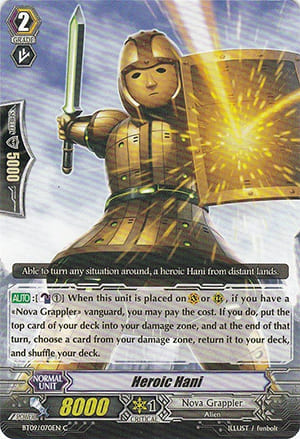 2
GRADE
5000
SHIELD
Able to turn any situation around, a heroic Hani from distant lands.
AUTO :[ 1] When this unit is placed on V or R, if you have a
«Nova Grappler» vanguard, you may pay the cost. If you do, put the
top card of your deck into your damage zone, and at the end of that
turn, choose a card from your damage zone, return it to your deck,
and shuffle your deck.
NORMAL
UNIT
Heroic Hani
POWER
8000
1
CRITICAL
Nova Grappler
Alien
BT09/070EN C
ILLUST / funbolt